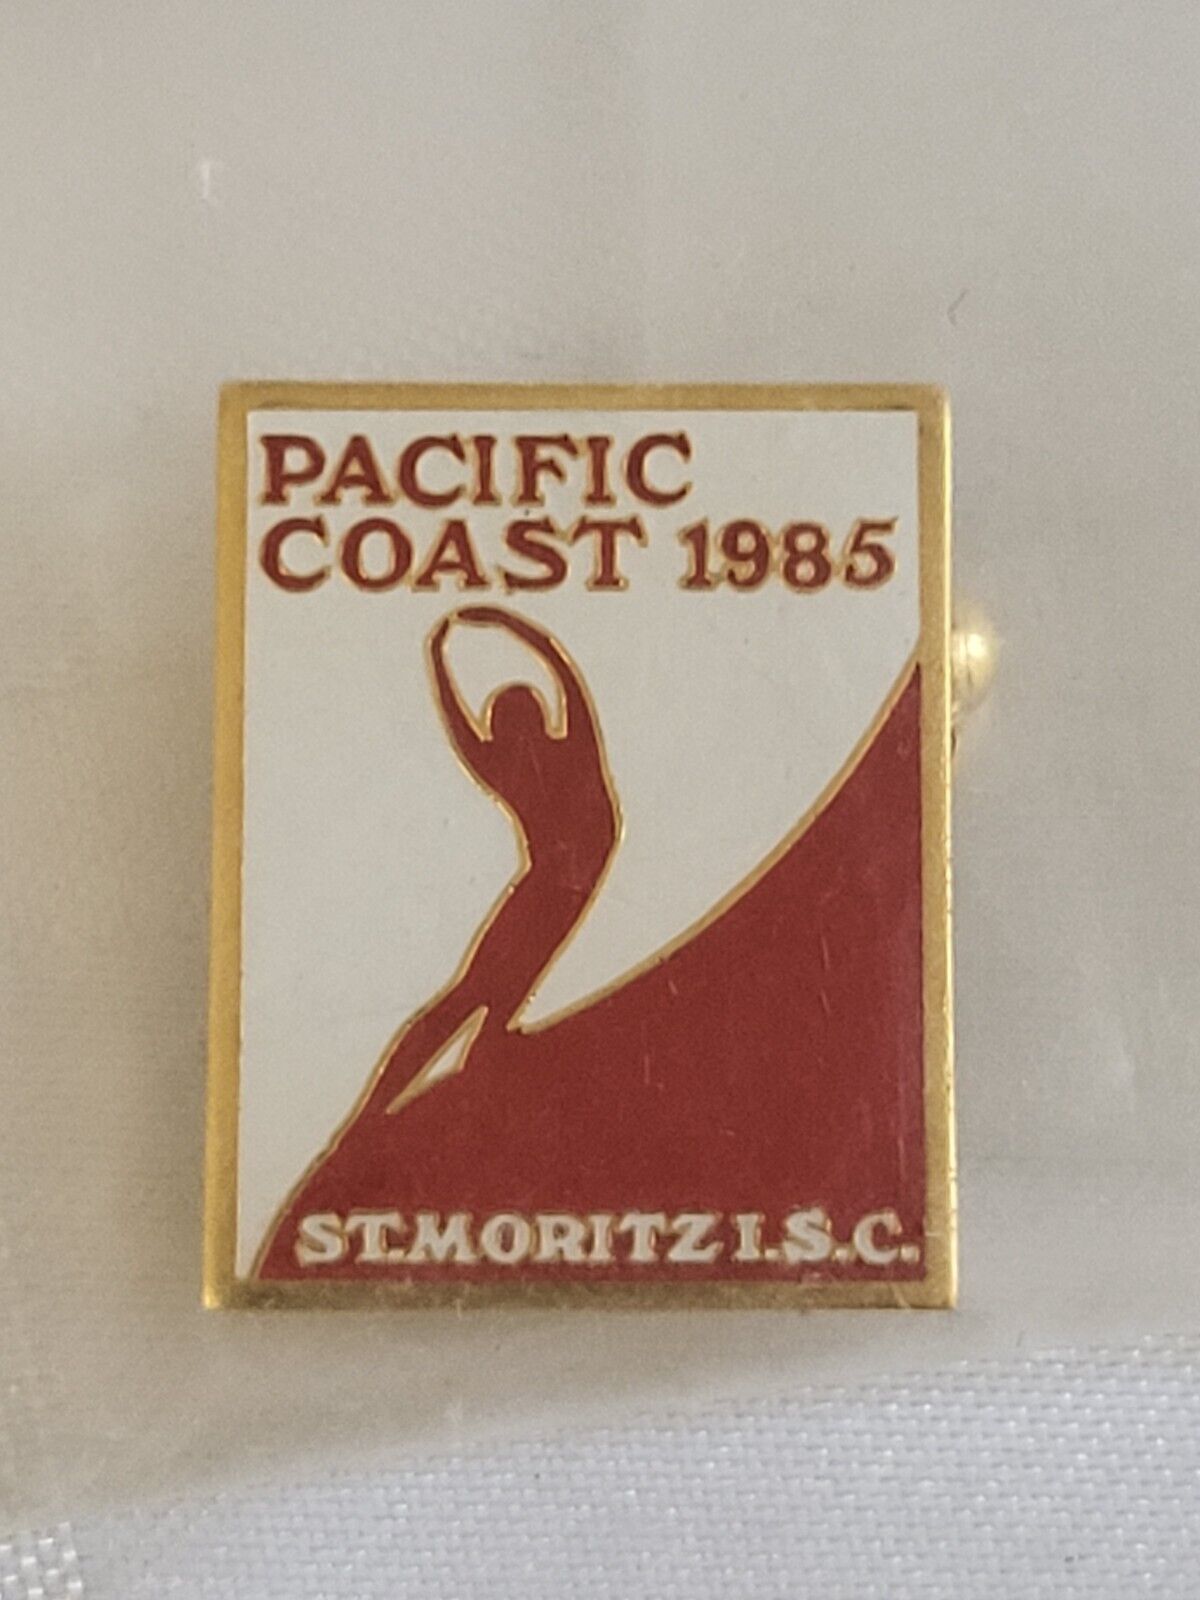 PACIFIC
COAST 1985
ST.MORITZ I.S.C.